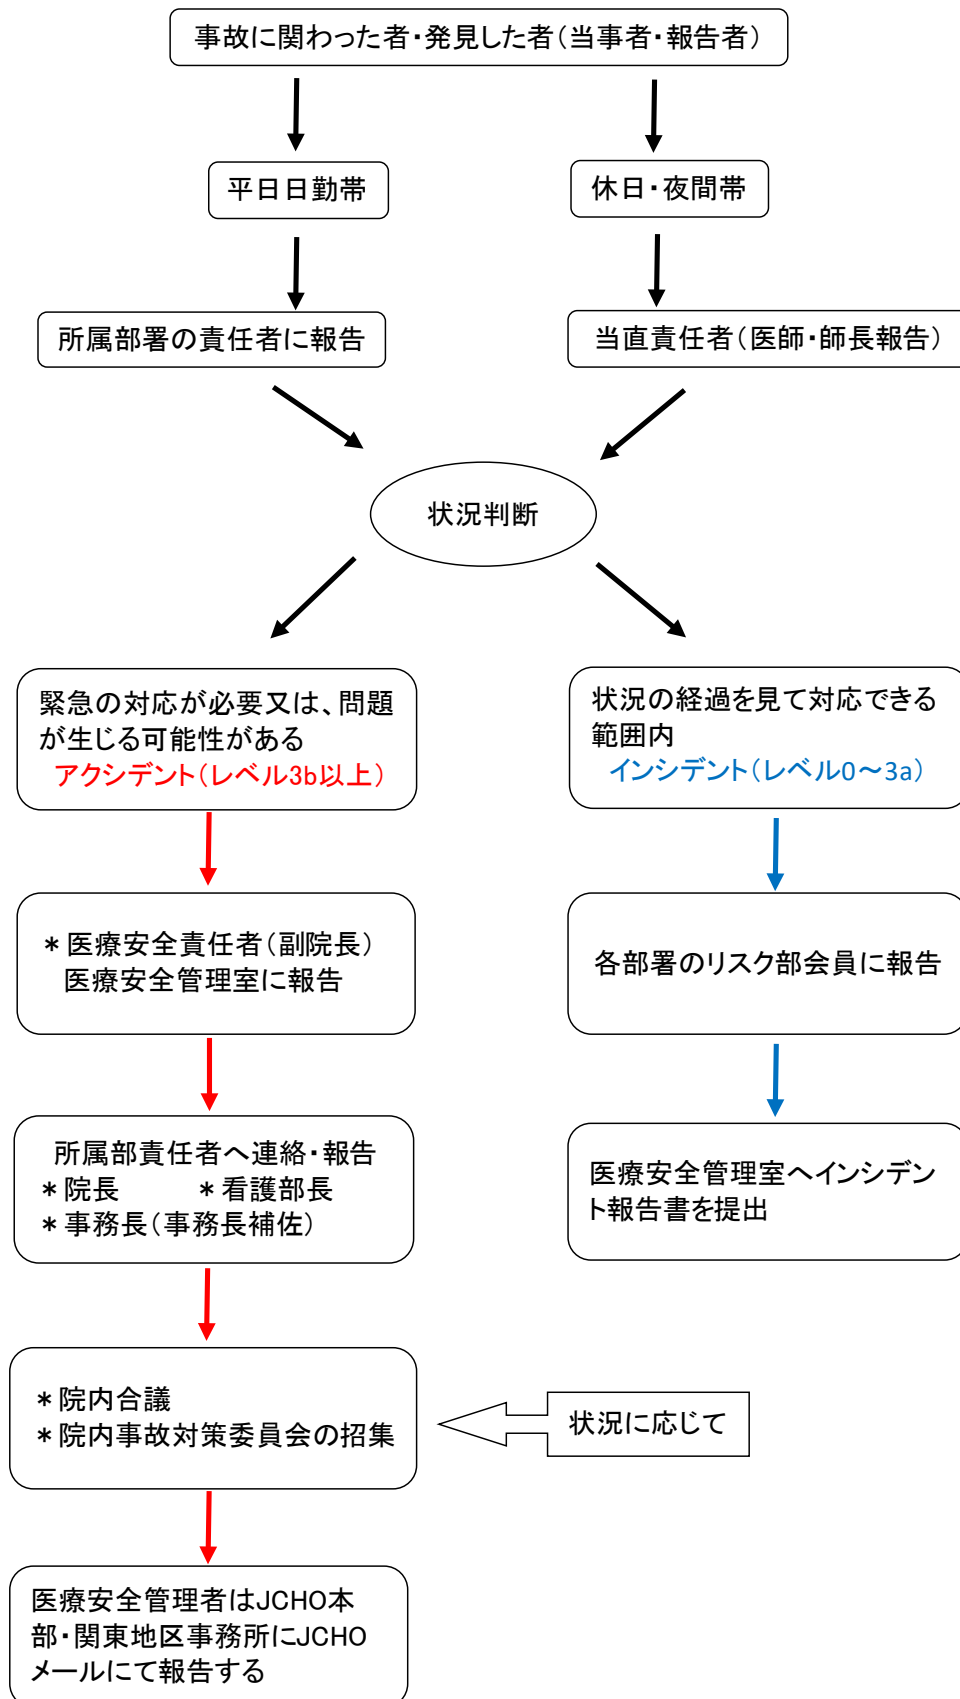 事故に関わった者・発見した者(当事者・報告者)
平日日勤帯
休日・夜間帯
所属部署の責任者に報告
当直責任者(医師・師長報告)
状況判断
緊急の対応が必要又は、問題
が生じる可能性がある
アクシデント(レベル3b以上)
状況の経過を見て対応できる
範囲内
インシデント(レベル0～3a)
＊医療安全責任者(副院長)
医療安全管理室に報告
各部署のリスク部会員に報告
所属部責任者へ連絡・報告
＊院長 ＊看護部長
＊事務長(事務長補佐)
医療安全管理室へインシデン
ト報告書を提出
＊院内合議
＊院内事故対策委員会の招集
状況に応じて
医療安全管理者はJCHO本
部・関東地区事務所にJCHO
メールにて報告する